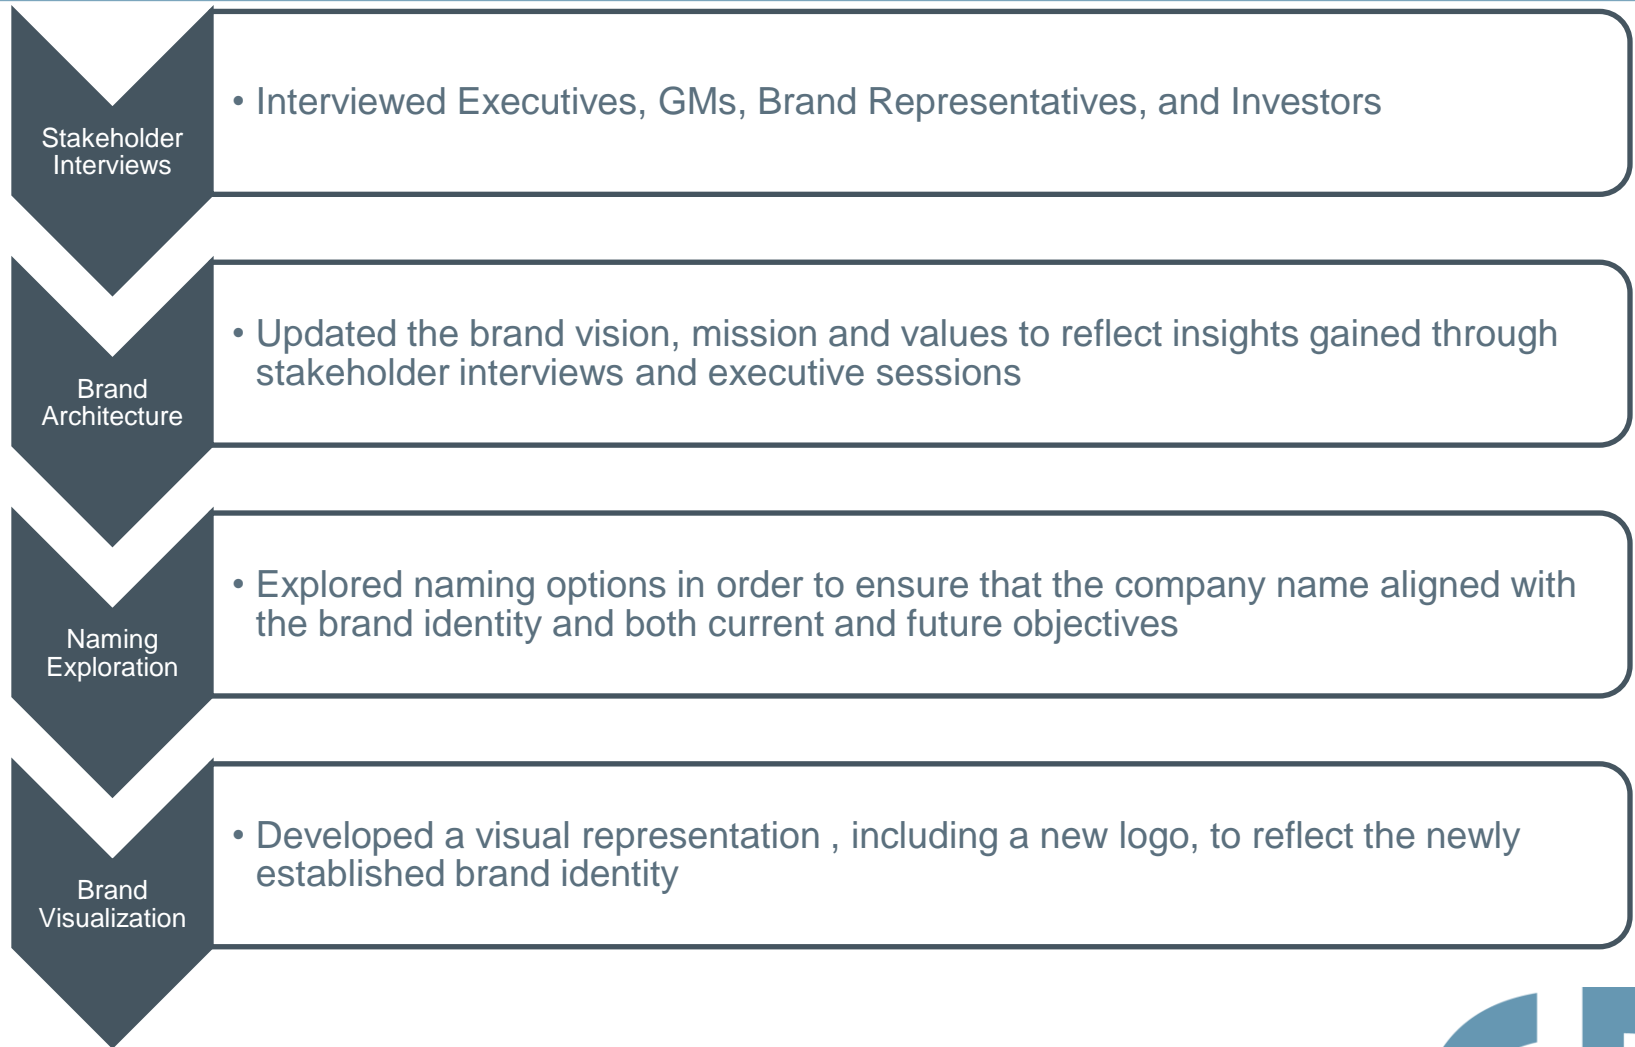 Stakeholder
Interviews
• Interviewed Executives, GMs, Brand Representatives, and Investors
Brand
Architecture
• Updated the brand vision, mission and values to reflect insights gained through
stakeholder interviews and executive sessions
Naming
Exploration
• Explored naming options in order to ensure that the company name aligned with
the brand identity and both current and future objectives
Brand
Visualization
• Developed a visual representation , including a new logo, to reflect the newly
established brand identity